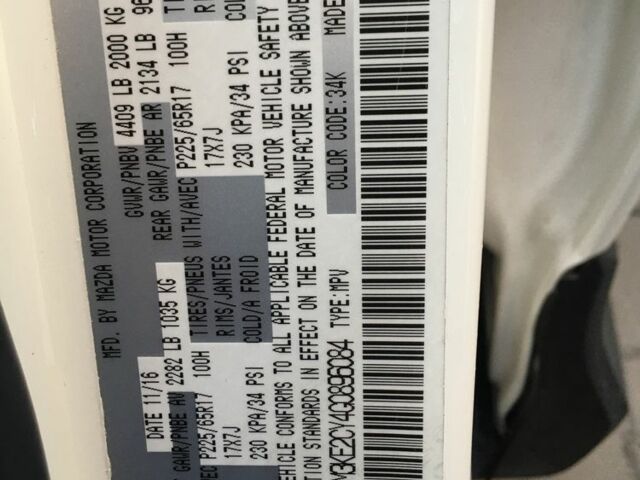 MFD. BY MAZDA MOTOR CORPORATION
DATE 11/16 GVWR/PNBV 4409 LB 2000 KG
GAWR/PNBE AV 2282 LB 1035 KG REAR GAWR/PNBE AR 2134 LB
TIRES/PNEUS WITH/AVEC P225/65R17 100H
P225/65R17 100H
RIMS/JANTES 17X7J
17X7J
COLD/A FROID 230 KPA/34 PSI
230 KPA/34 PSI
VEHICLE CONFORMS TO ALL APPLICABLE FEDERAL MOTOR VEHICLE SAFETY
STANDARDS IN EFFECT ON THE DATE OF MANUFACTURE SHOWN ABOVE
M3KE2CY4G0896084 TYPE:MPV COLOR CODE:34K MADE